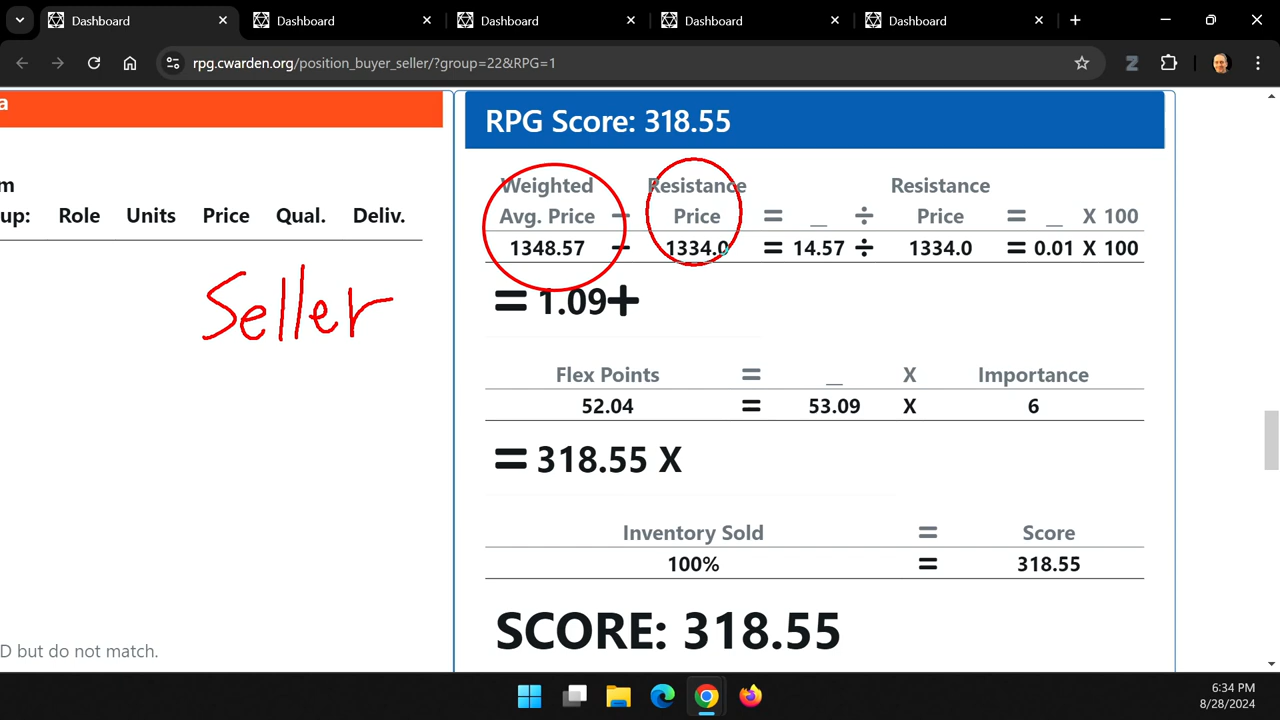 Dashboard Dashboard Dashboard Dashboard Dashboard
rpg.cwarden.org/position_buyer_seller/?group=22&RPG=1
a
RPG Score: 318.55
m
up: Role Units Price Qual. Deliv.
Seller
Weighted Avg. Price − Resistance Price = _ ÷ Resistance Price = _ X 100
1348.57 − 1334.0 = 14.57 ÷ 1334.0 = 0.01 X 100
= 1.09+
Flex Points = _ X Importance
52.04 = 53.09 X 6
= 318.55 X
Inventory Sold = Score
100% = 318.55
SCORE: 318.55
D but do not match.
6:34 PM
8/28/2024